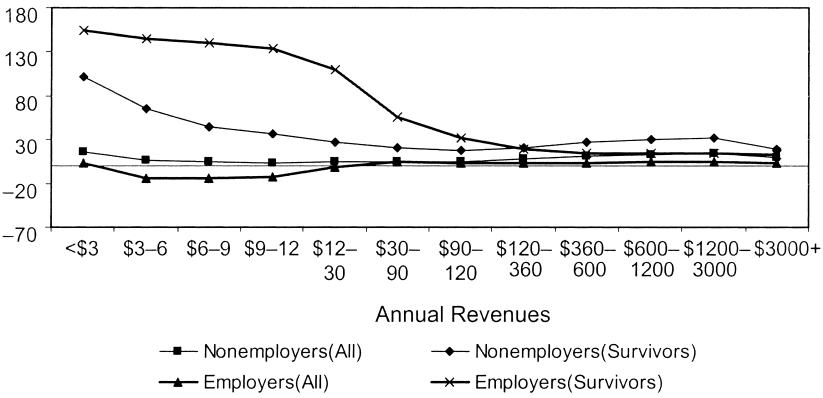 180
130
80
30
−20
−70
<$3 $3–6 $6–9 $9–12 $12– $30– $90– $120– $360– $600– $1200– $3000+
30 90 120 360 600 1200 3000
Annual Revenues
Nonemployers(All) Nonemployers(Survivors)
Employers(All) Employers(Survivors)